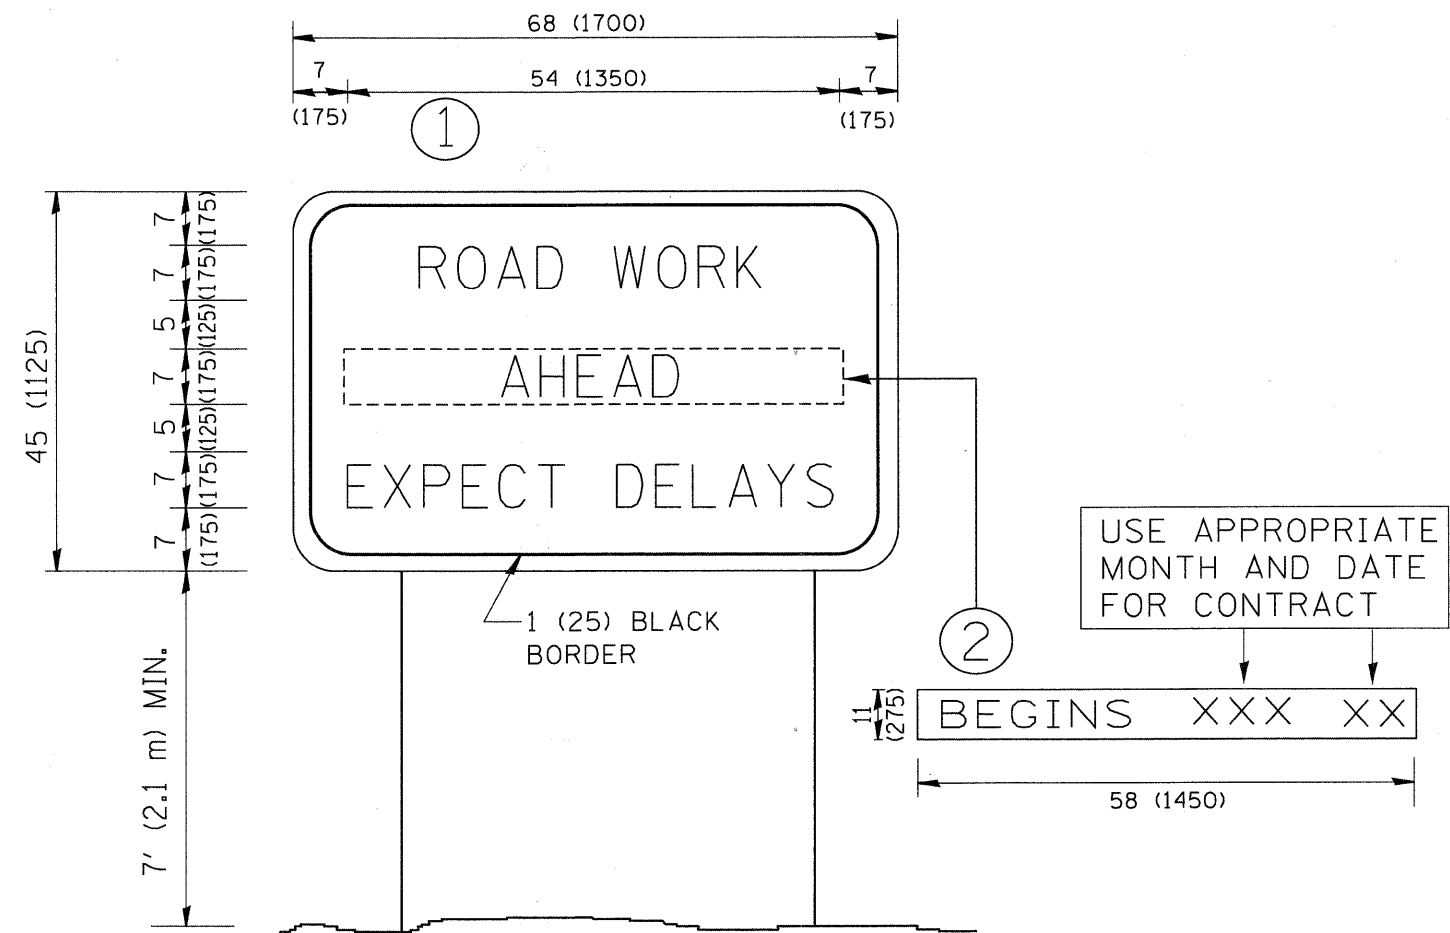 68 (1700)
7 54 (1350) 7
(175) (175)
1
45 (1125)
7 (175)
7 (175)
5 (125)
7 (175)
5 (125)
7 (175)
7 (175)
ROAD WORK
AHEAD
EXPECT DELAYS
1 (25) BLACK
BORDER
7' (2.1 m) MIN.
2
USE APPROPRIATE
MONTH AND DATE
FOR CONTRACT
11
(275)
BEGINS XXX XX
58 (1450)